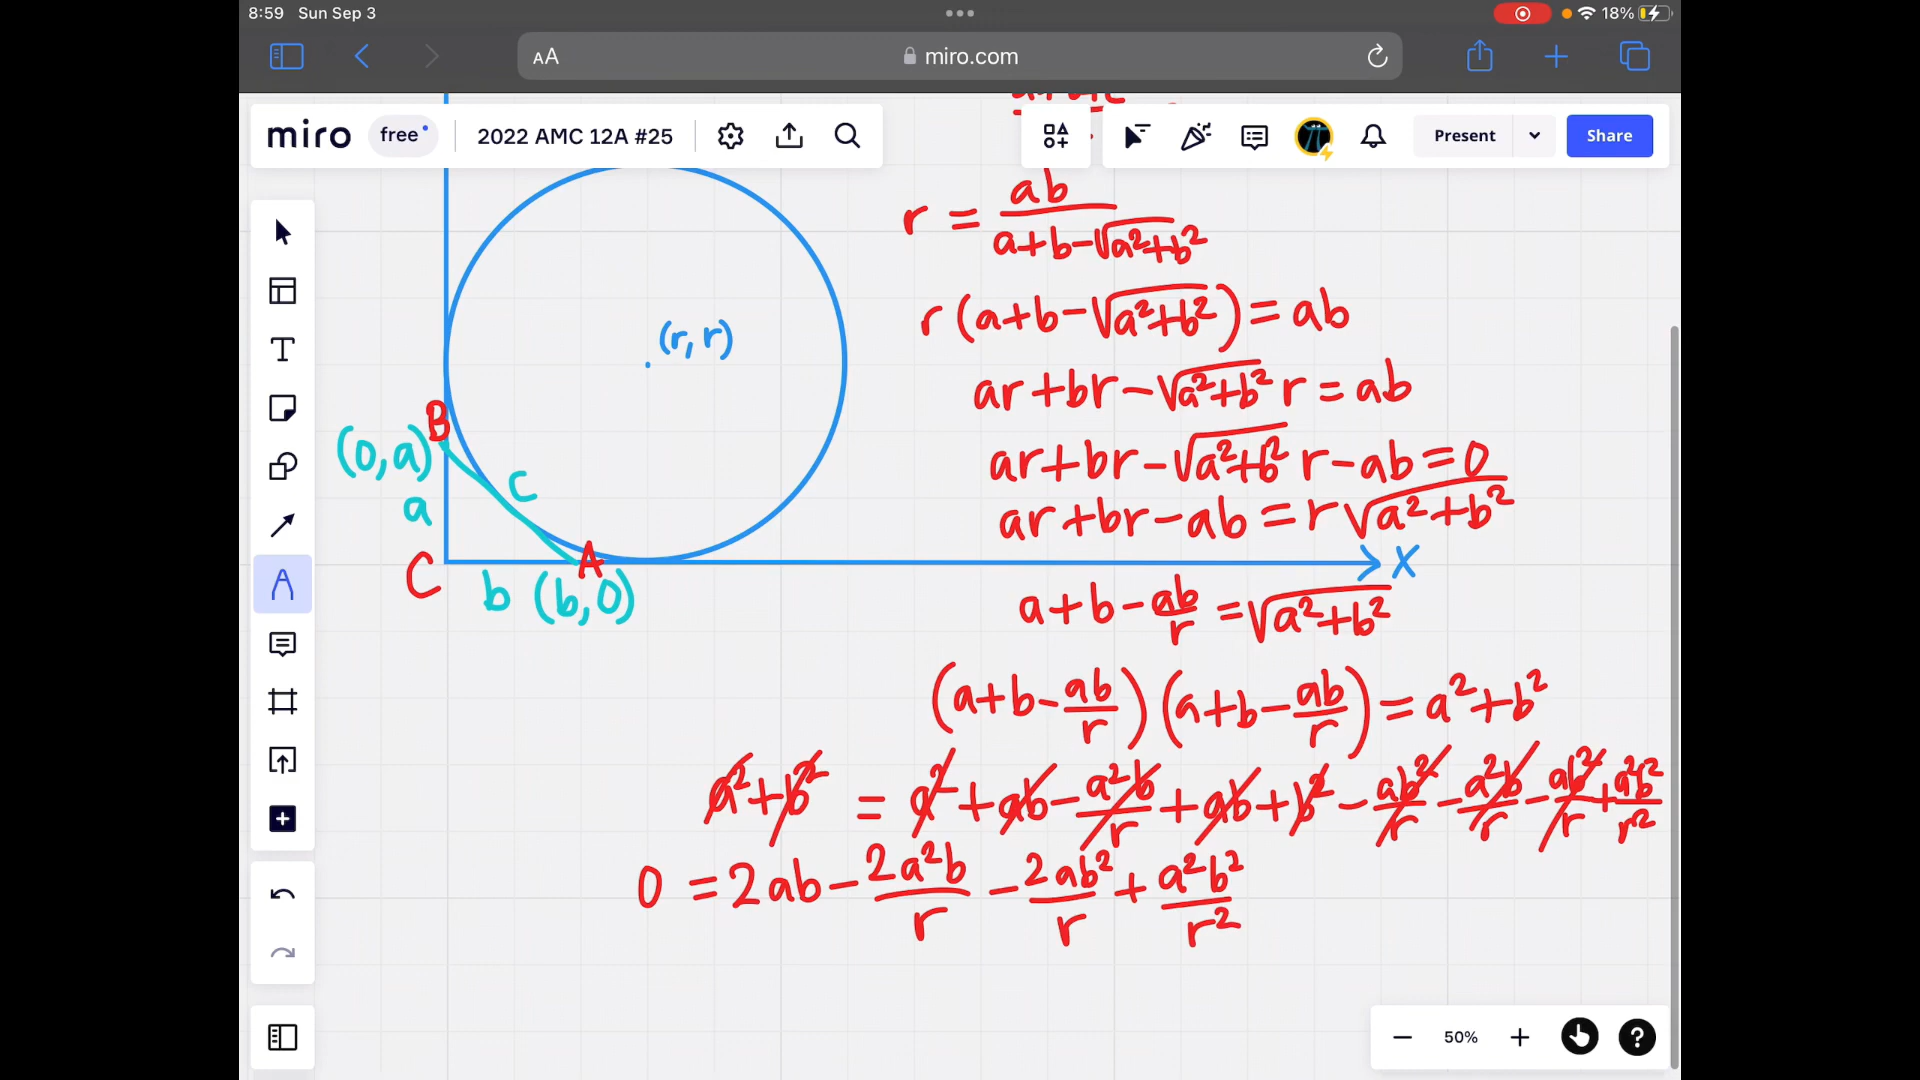 8:59 Sun Sep 3
18%
AA
miro.com
miro
free
2022 AMC 12A #25
Present
Share
r = ab / (a+b-√(a²+b²))
r(a+b-√(a²+b²)) = ab
(r, r)
ar+br-√(a²+b²) r = ab
B
(0,a)
ar+br-√(a²+b²) r-ab=0
c
a
ar+br-ab=r√(a²+b²)
A
x
C
b (b,0)
a+b-ab/r =√(a²+b²)
(a+b-ab/r)(a+b-ab/r)=a²+b²
a²+b² = a²+ab-a²b/r+ab+b²-ab²/r-a²b/r-ab²/r+a²b²/r²
0 =2ab-2a²b/r-2ab²/r+a²b²/r²
50%